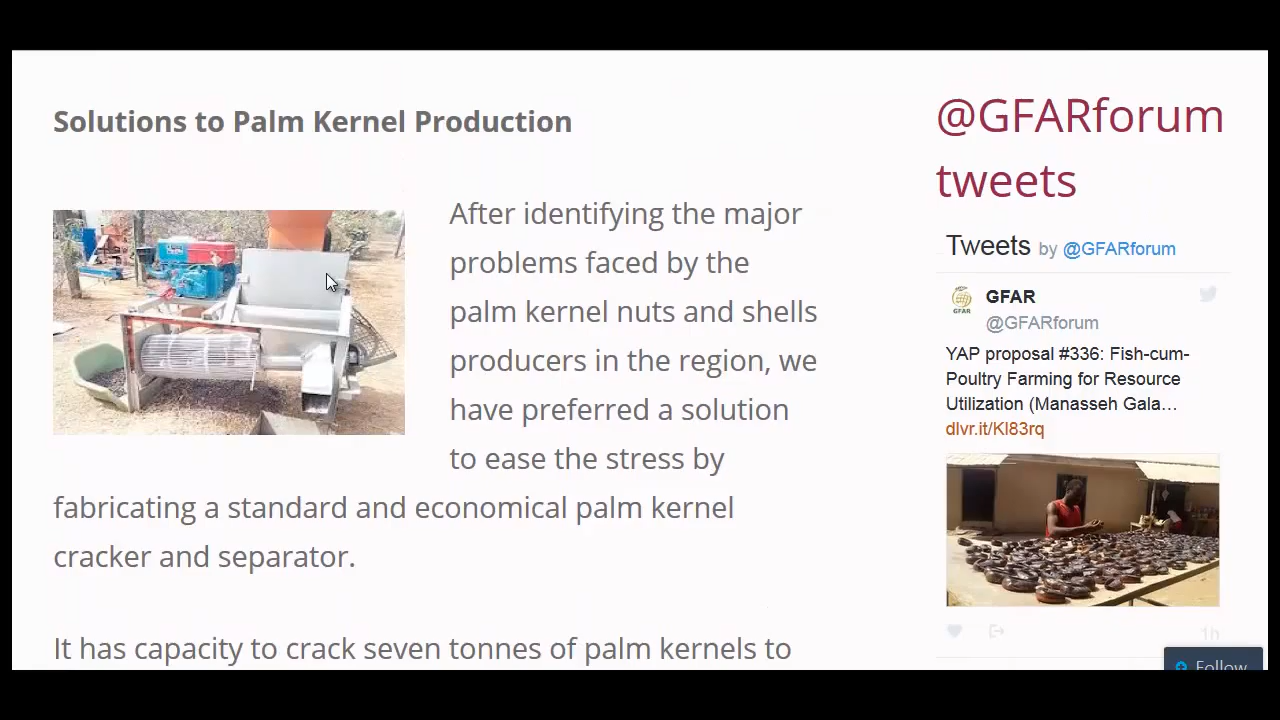 Solutions to Palm Kernel Production
After identifying the major
problems faced by the
palm kernel nuts and shells
producers in the region, we
have preferred a solution
to ease the stress by
fabricating a standard and economical palm kernel
cracker and separator.
It has capacity to crack seven tonnes of palm kernels to
@GFARforum
tweets
Tweets by @GFARforum
GFAR
GFAR
@GFARforum
YAP proposal #336: Fish-cum-
Poultry Farming for Resource
Utilization (Manasseh Gala…
dlvr.it/Kl83rq
1h
Follow